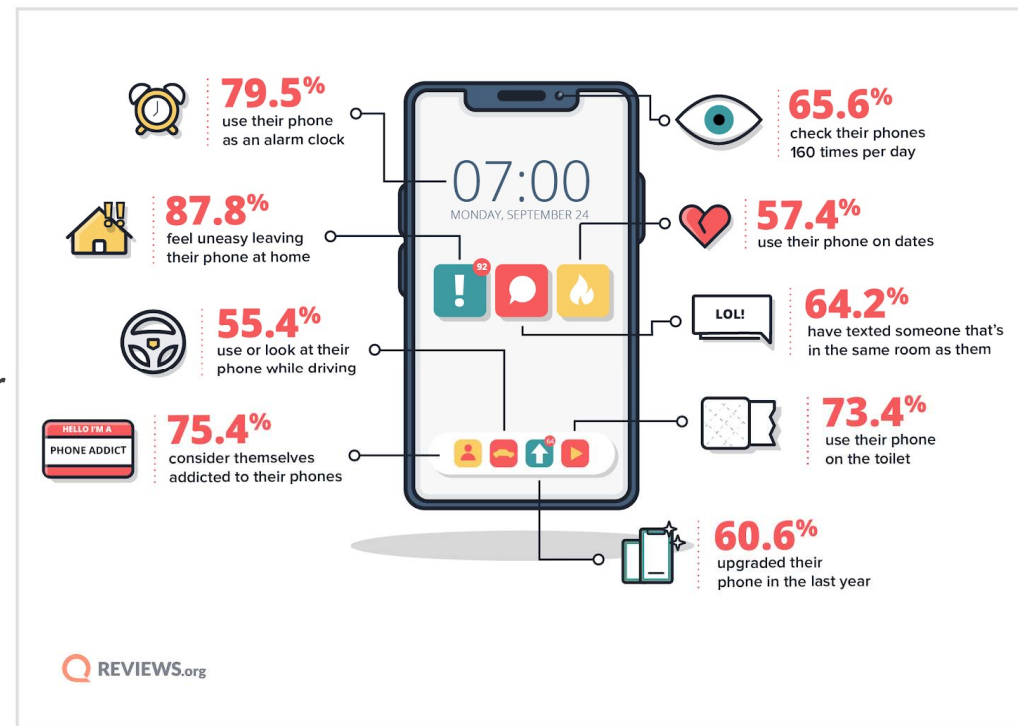 79.5%
use their phone
as an alarm clock
87.8%
feel uneasy leaving
their phone at home
55.4%
use or look at their
phone while driving
HELLO I'M A
PHONE ADDICT
75.4%
consider themselves
addicted to their phones
07:00
MONDAY, SEPTEMBER 24
92
!
64
65.6%
check their phones
160 times per day
57.4%
use their phone on dates
LOL!
64.2%
have texted someone that's
in the same room as them
73.4%
use their phone
on the toilet
60.6%
upgraded their
phone in the last year
REVIEWS.org